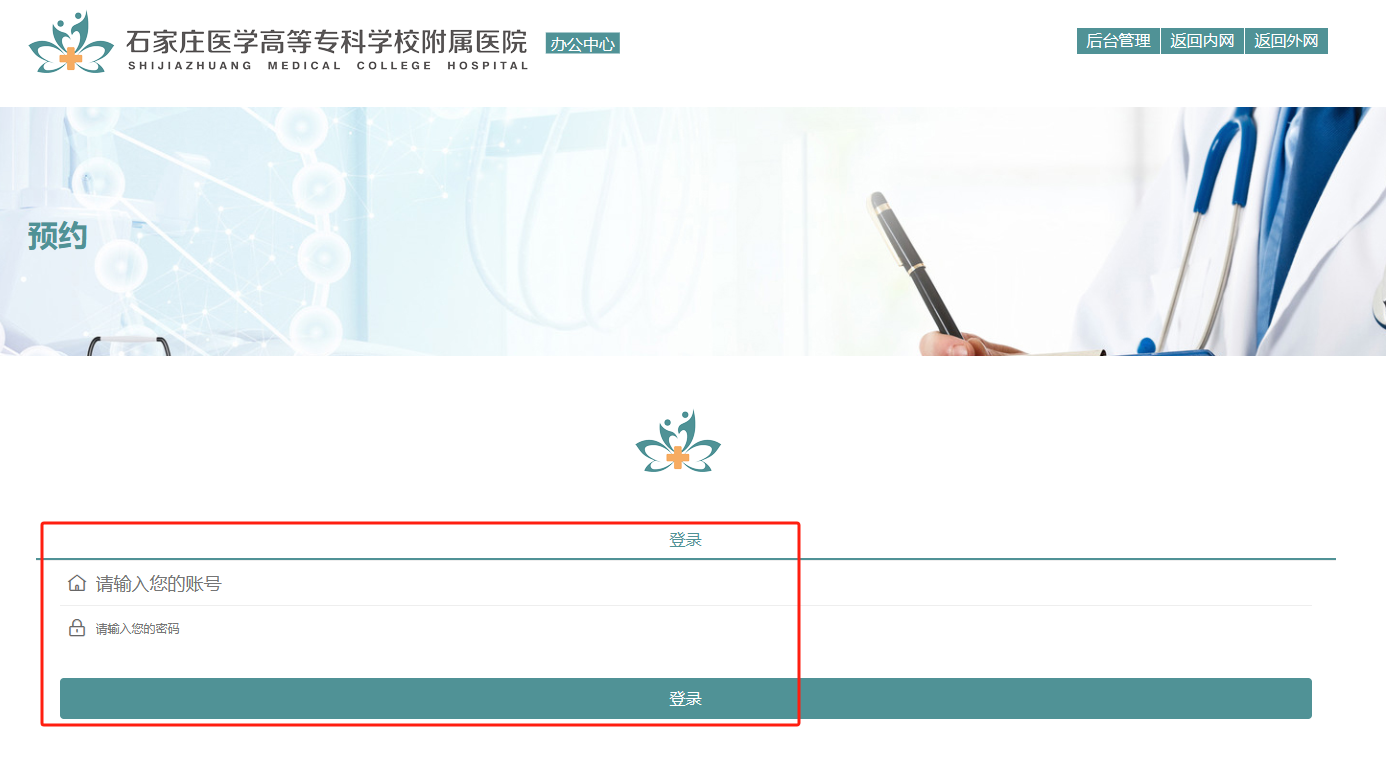 石家庄医学高等专科学校附属医院
SHIJIAZHUANG MEDICAL COLLEGE HOSPITAL
办公中心
后台管理 返回内网 返回外网
预约
登录
请输入您的账号
请输入您的密码
登录